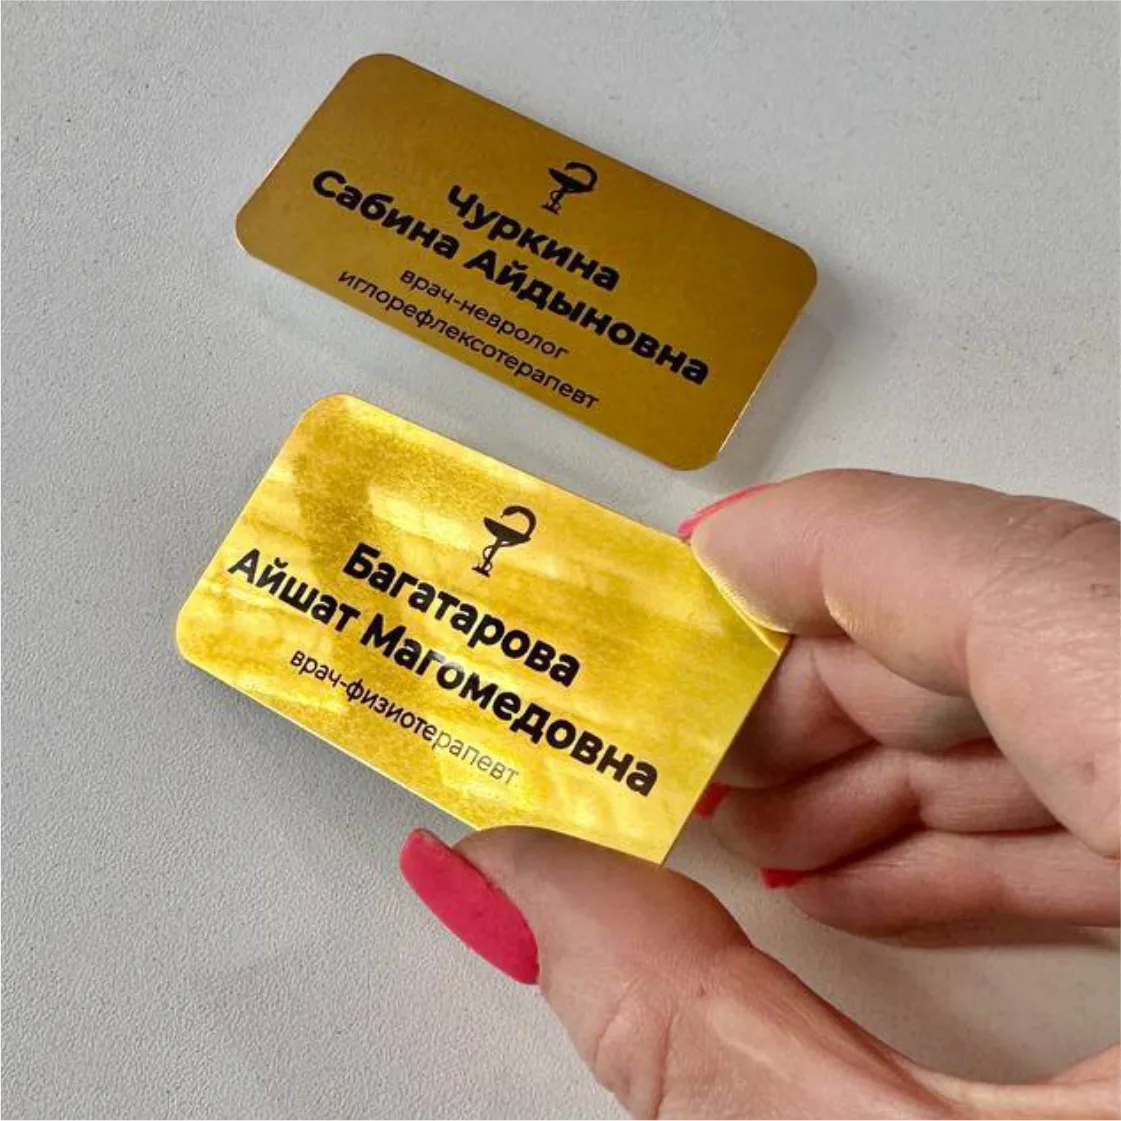 Чуркина
Сабина Айдыновна
врач-невролог
иглорефлексотерапевт
Багатарова
Айшат Магомедовна
врач-физиотерапевт